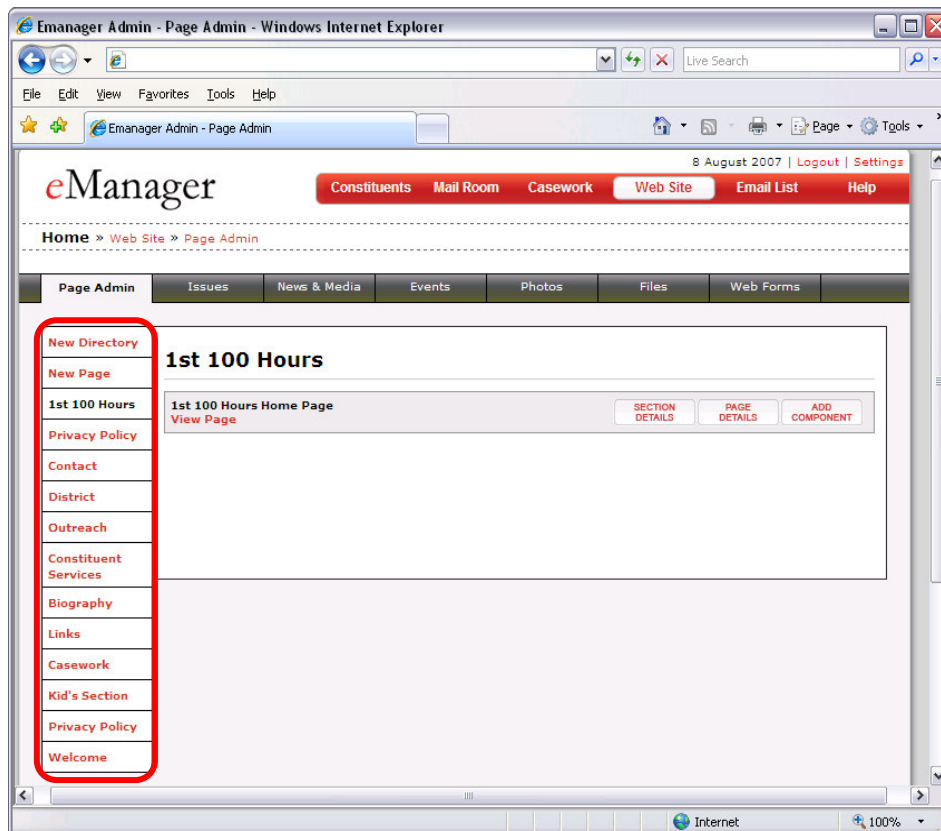 Emanager Admin - Page Admin - Windows Internet Explorer
Live Search
File Edit View Favorites Tools Help
Emanager Admin - Page Admin
Page Tools
8 August 2007 | Logout | Settings
eManager
Constituents Mail Room Casework Web Site Email List Help
Home » Web Site » Page Admin
Page Admin Issues News & Media Events Photos Files Web Forms
New Directory
New Page
1st 100 Hours
Privacy Policy
Contact
District
Outreach
Constituent
Services
Biography
Links
Casework
Kid's Section
Privacy Policy
Welcome
1st 100 Hours
1st 100 Hours Home Page
View Page
SECTION
DETAILS
PAGE
DETAILS
ADD
COMPONENT
Internet 100%